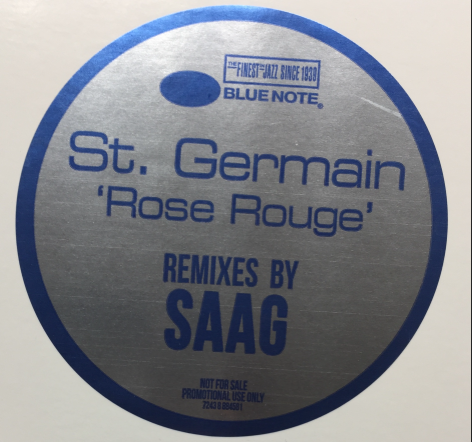 THE FINEST IN JAZZ SINCE 1939
BLUE NOTE®
St. Germain
'Rose Rouge'
REMIXES BY
SAAG
NOT FOR SALE
PROMOTIONAL USE ONLY